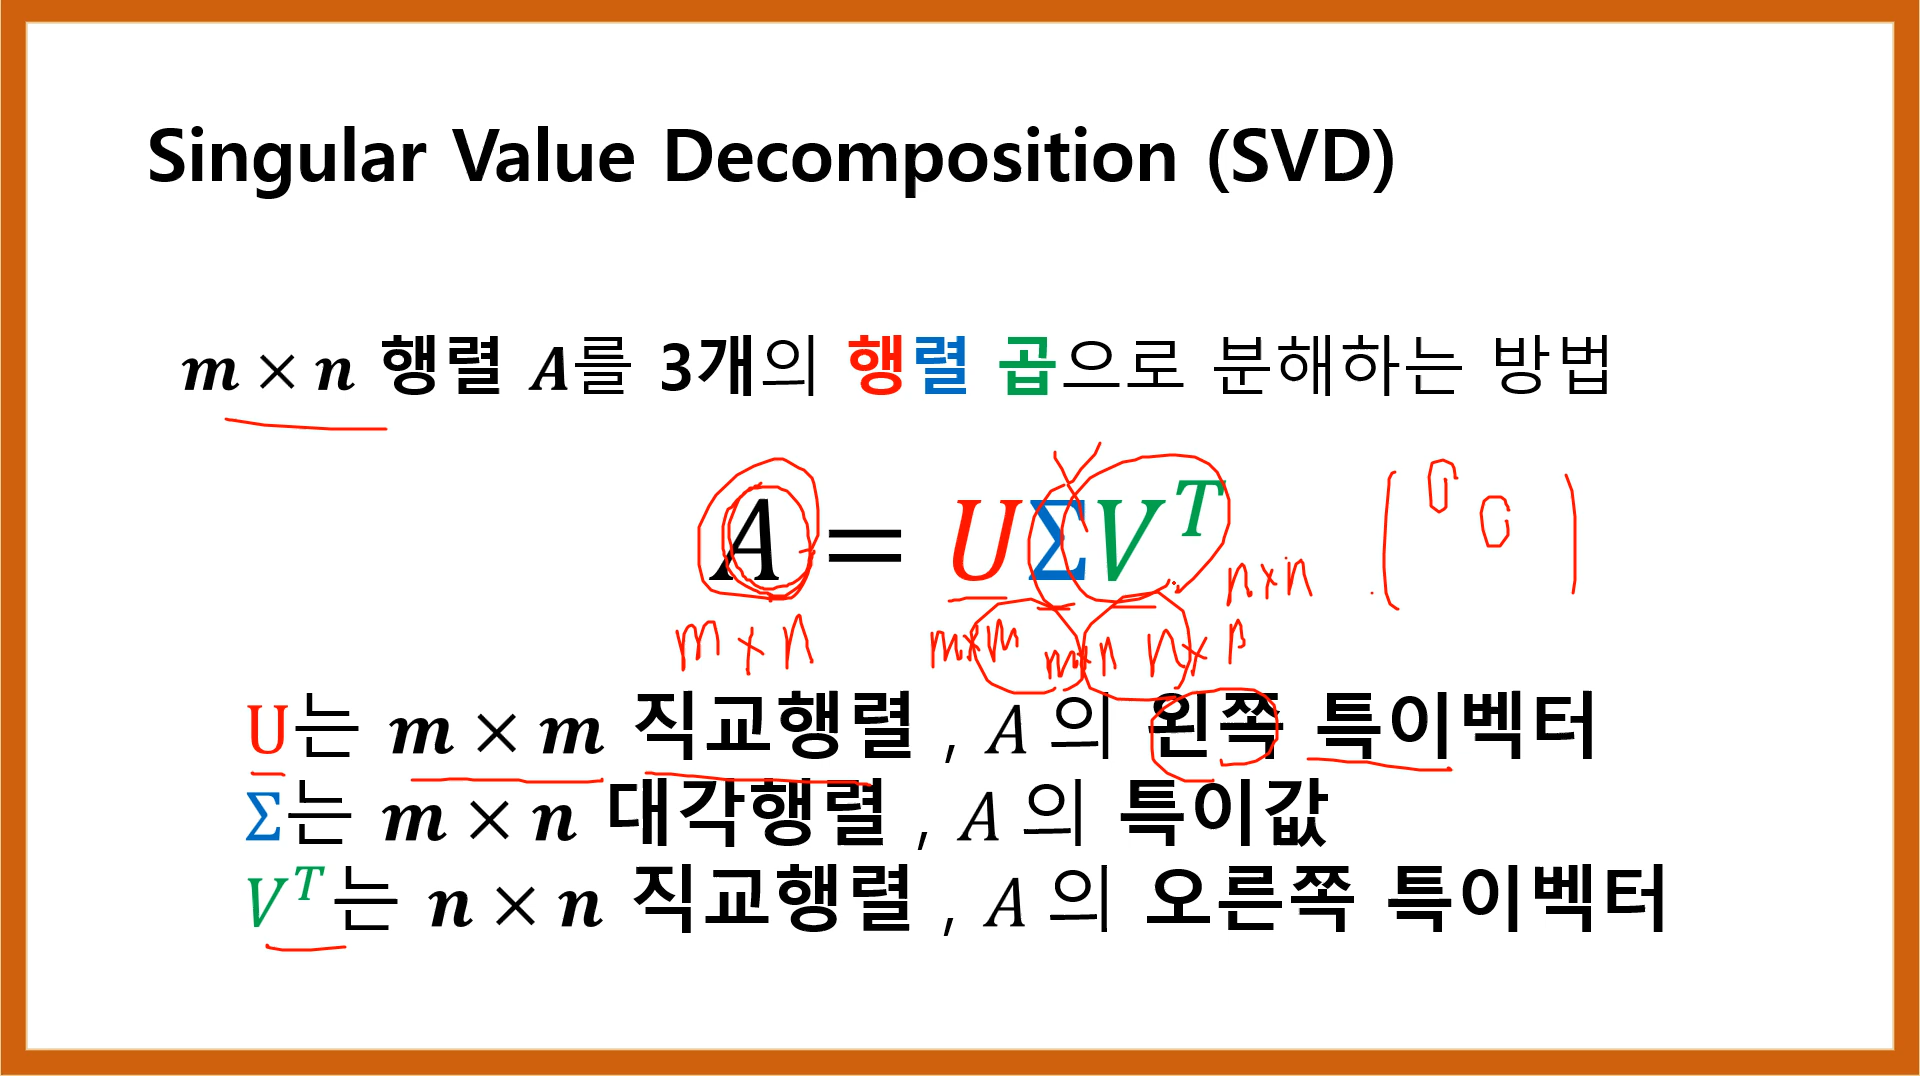 Singular Value Decomposition (SVD)
m × n 행렬 A를 3개의 행렬 곱으로 분해하는 방법
A = UΣV^T
n×n
m×n m×m m×n n×n
U는 m × m 직교행렬 , A 의 왼쪽 특이벡터
Σ는 m × n 대각행렬 , A 의 특이값
V^T는 n × n 직교행렬 , A 의 오른쪽 특이벡터